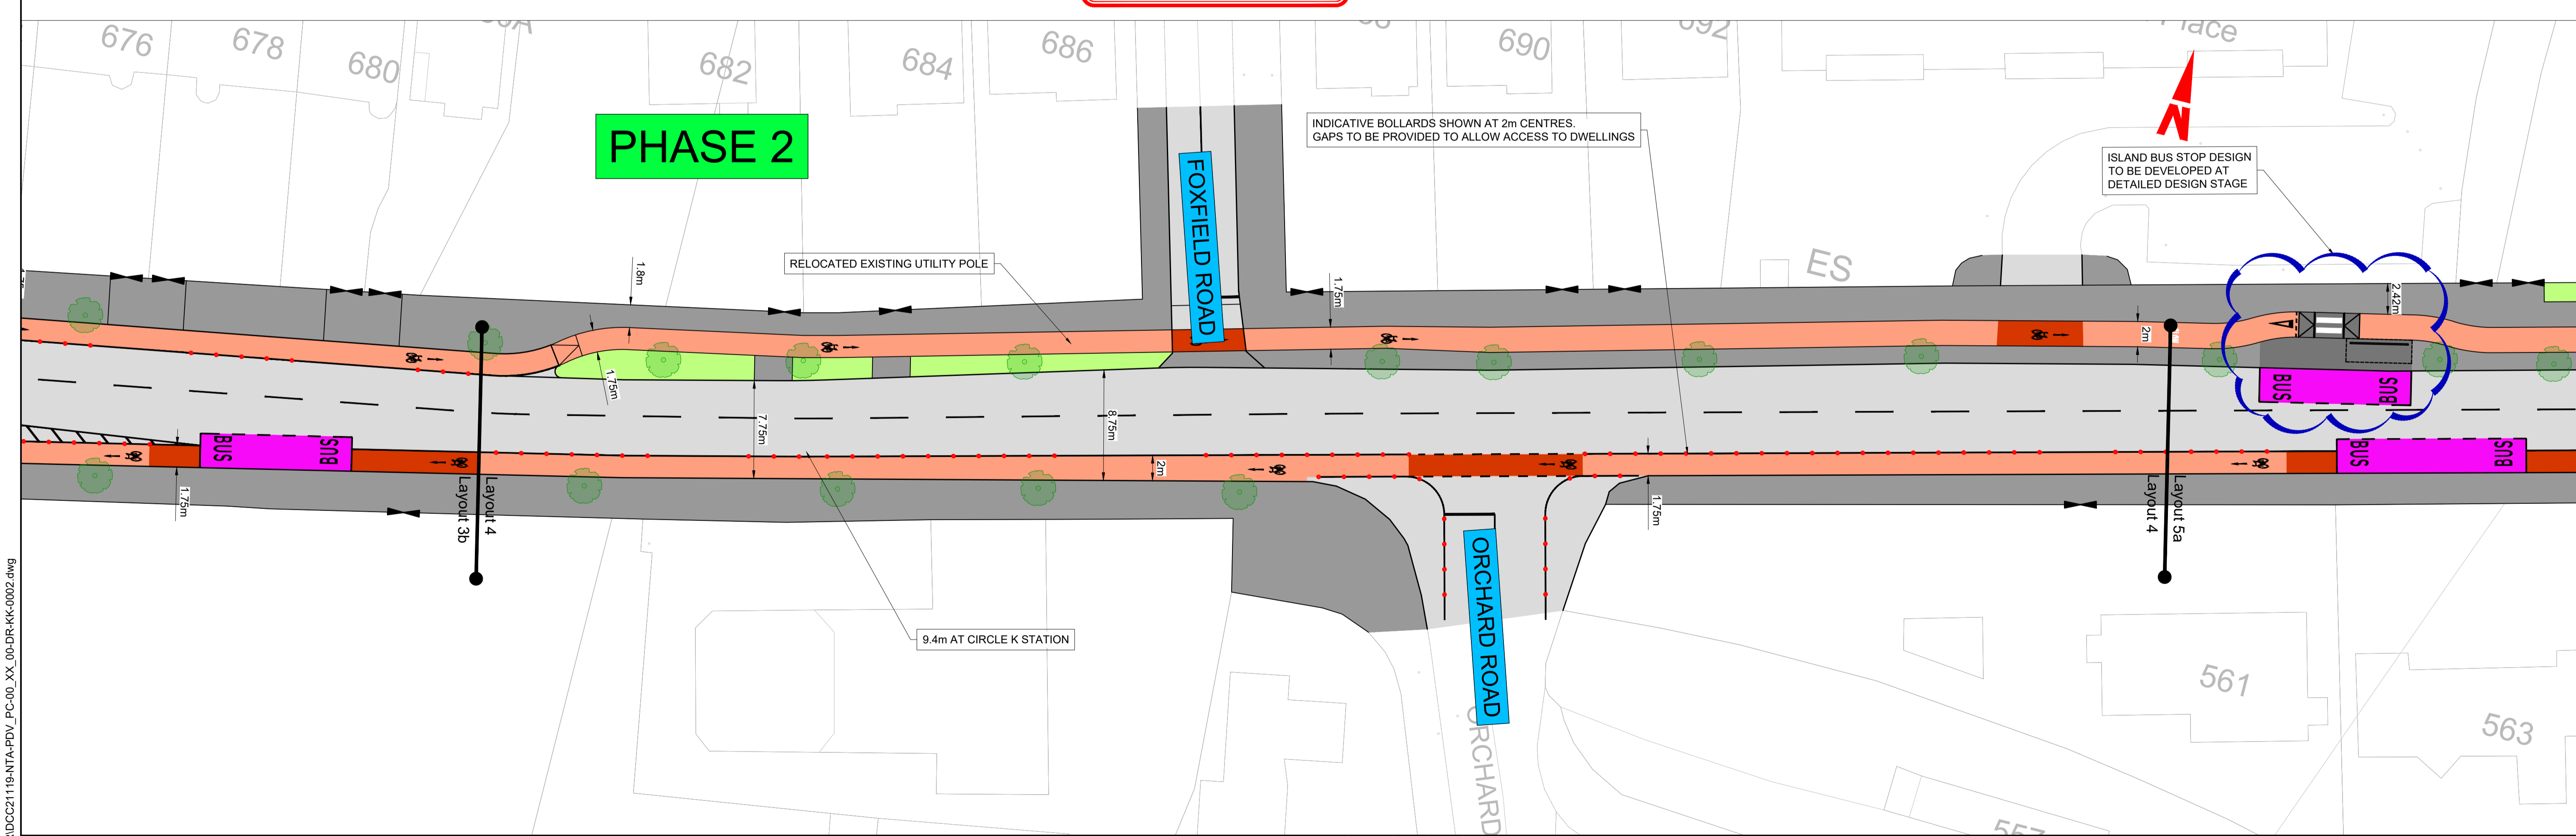 676
678
680
682
684
686
690
692
Place
PHASE 2
FOXFIELD ROAD
INDICATIVE BOLLARDS SHOWN AT 2m CENTRES.
GAPS TO BE PROVIDED TO ALLOW ACCESS TO DWELLINGS
N
ISLAND BUS STOP DESIGN
TO BE DEVELOPED AT
DETAILED DESIGN STAGE
RELOCATED EXISTING UTILITY POLE
ES
1.8m
1.75m
2.42m
2m
1.75m
7.75m
8.75m
2m
BUS
BUS
BUS
BUS
BUS
BUS
1.75m
1.75m
Layout 4
Layout 3b
Layout 5a
Layout 4
9.4m AT CIRCLE K STATION
ORCHARD ROAD
ORCHARD
561
563
557
\DCC21119-NTA-PDV_PC-00_XX_00-DR-KK-0002.dwg